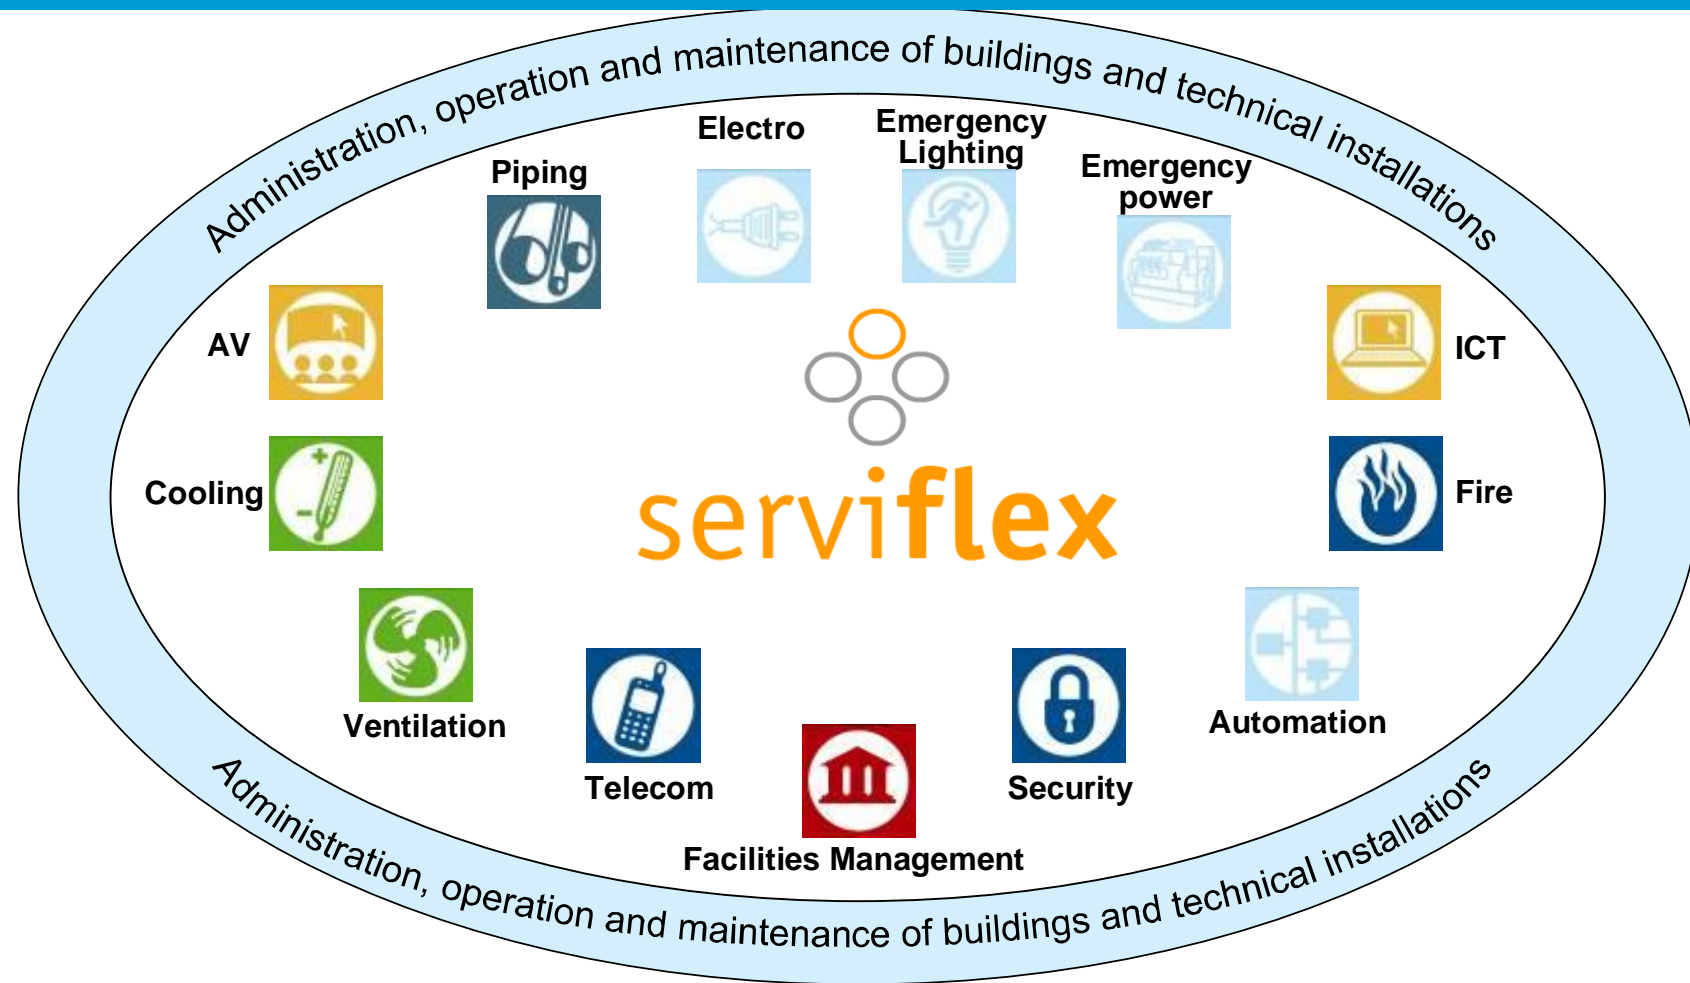 Administration, operation and maintenance of buildings and technical installations
Electro
Emergency
Lighting
Piping
Emergency
power
AV
ICT
Cooling
Fire
serviflex
Ventilation
Automation
Telecom
Security
Facilities Management
Administration, operation and maintenance of buildings and technical installations